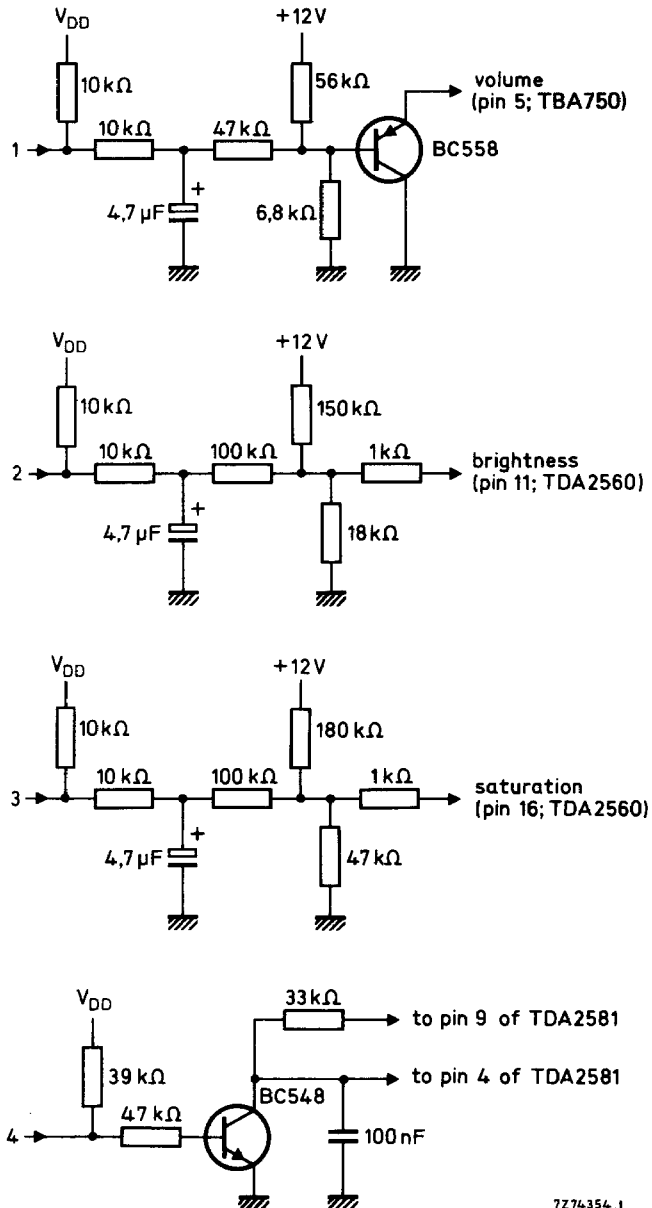 VDD
+12V
10kΩ
56kΩ
volume
(pin 5; TBA750)
10kΩ
47kΩ
1
BC558
+
4,7µF
6,8kΩ
VDD
+12V
10kΩ
150kΩ
10kΩ
100kΩ
1kΩ
2
brightness
(pin 11; TDA2560)
+
4,7µF
18kΩ
VDD
+12V
10kΩ
180kΩ
10kΩ
100kΩ
1kΩ
3
saturation
(pin 16; TDA2560)
+
4,7µF
47kΩ
VDD
33kΩ
to pin 9 of TDA2581
39kΩ
to pin 4 of TDA2581
BC548
47kΩ
4
100nF
7Z74354.1